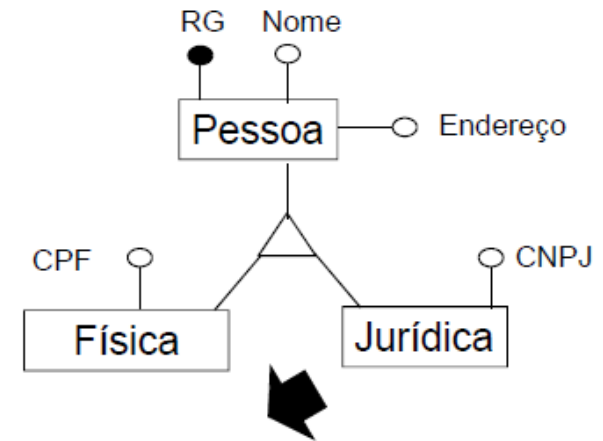 RG Nome
Pessoa
Endereço
CPF
CNPJ
Física
Jurídica